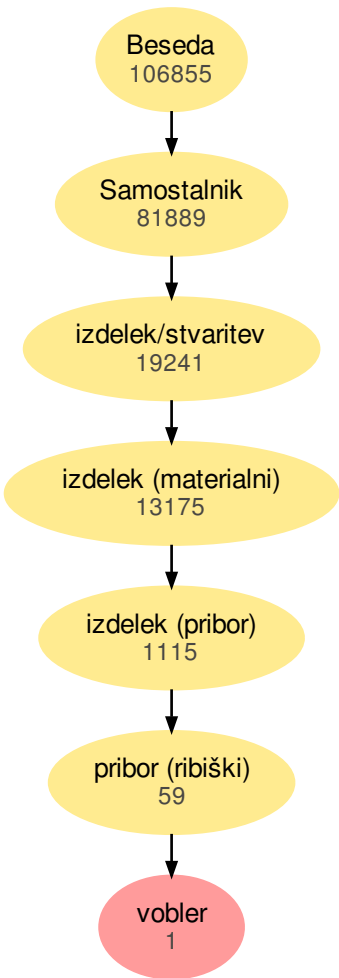 Beseda
106855
Samostalnik
81889
izdelek/stvaritev
19241
izdelek (materialni)
13175
izdelek (pribor)
1115
pribor (ribiški)
59
vobler
1